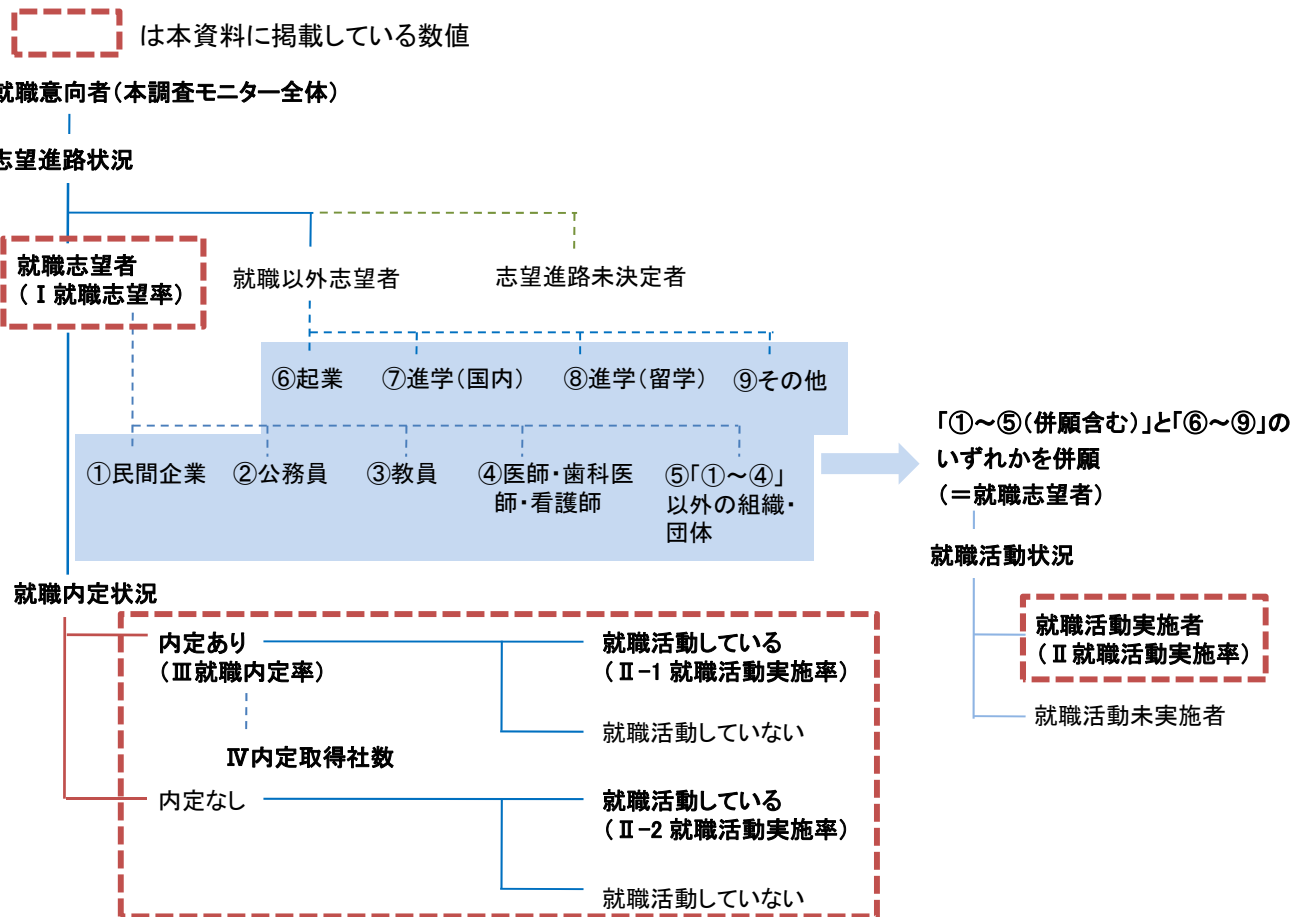 は本資料に掲載している数値
就職意向者(本調査モニター全体)
志望進路状況
就職志望者
(Ⅰ就職志望率)
就職以外志望者
志望進路未決定者
⑥起業
⑦進学(国内)
⑧進学(留学)
⑨その他
①民間企業
②公務員
③教員
④医師・歯科医
師・看護師
⑤「①～④」
以外の組織・
団体
「①～⑤(併願含む)」と「⑥～⑨」の
いずれかを併願
(＝就職志望者)
就職活動状況
就職活動実施者
(Ⅱ就職活動実施率)
就職活動未実施者
就職内定状況
内定あり
(Ⅲ就職内定率)
就職活動している
(Ⅱ-1 就職活動実施率)
就職活動していない
Ⅳ内定取得社数
内定なし
就職活動している
(Ⅱ-2 就職活動実施率)
就職活動していない